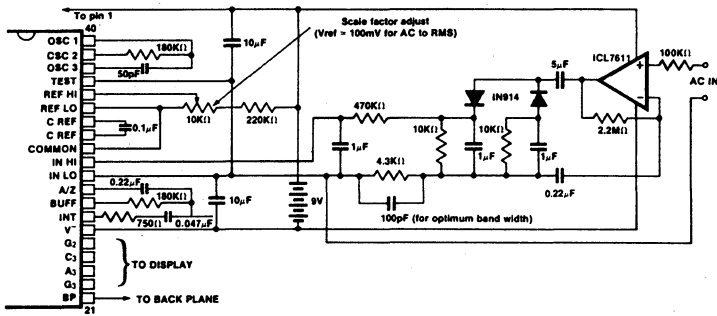 To pin 1
40
OSC 1
CSC 2
OSC 3
TEST
REF HI
REF LO
C REF
C REF
COMMON
IN HI
IN LO
A/Z
BUFF
INT
V⁻
G₂
C₃
A₃
G₃
BP
21
180KΩ
50pF
10μF
Scale factor adjust
(Vref = 100mV for AC to RMS)
0.1μF
10KΩ
220KΩ
470KΩ
1μF
10KΩ
IN914
10KΩ
1μF
1μF
5μF
ICL7611
+
−
100KΩ
AC IN
2.2MΩ
4.3KΩ
0.22μF
100pF (for optimum band width)
0.22μF
180KΩ
750Ω
0.047μF
10μF
9V
TO DISPLAY
TO BACK PLANE